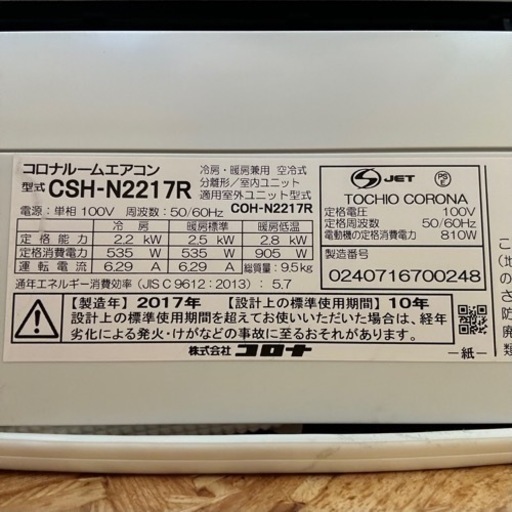 コロナルームエアコン
型式 CSH-N2217R
冷房・暖房兼用 空冷式
分離形／室内ユニット
適用室外ユニット型式
COH-N2217R
電源：単相100V 周波数：50/60Hz
冷 房 暖房標準 暖房低温
定格能力 2.2 kW 2.5 kW 2.8 kW
定格消費電力 535 W 535 W 905 W
運転電流 6.29 A 6.29 A 総質量：9.5kg
通年エネルギー消費効率（JIS C 9612：2013）：5.7
【製造年】2017年 【設計上の標準使用期間】10年
設計上の標準使用期間を超えてお使いいただいた場合は、経年
劣化による発火・けがなどの事故に至るおそれがあります。
株式会社 コロナ
S JET PS E
TOCHIO CORONA
定格電圧 100V
定格周波数 50/60Hz
電動機の定格消費電力 810W
製造番号
0240716700248
―紙―
こ
（地
さ
防
類